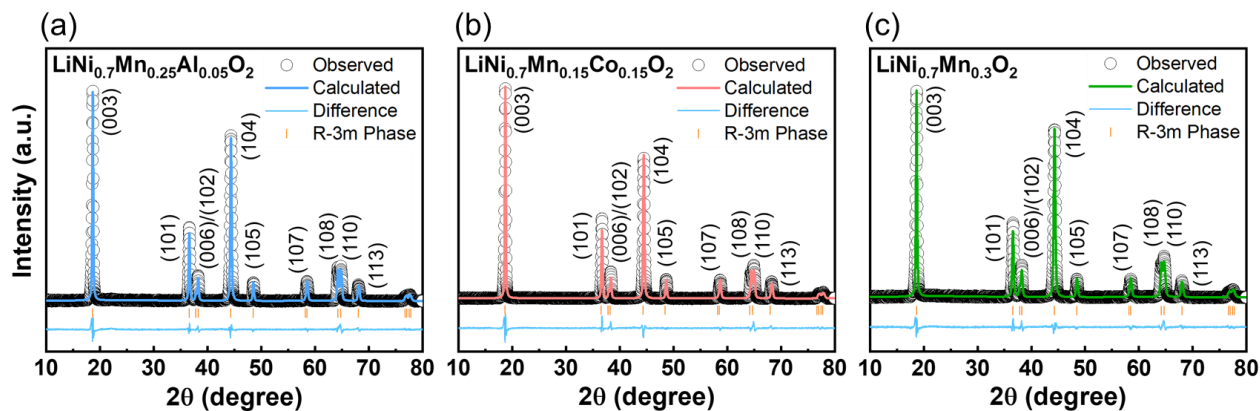 (a)
LiNi0.7Mn0.25Al0.05O2
Observed
Calculated
Difference
R-3m Phase
(003)
(101)
(006)/(102)
(104)
(105)
(107)
(108)
(110)
(113)
Intensity (a.u.)
10 20 30 40 50 60 70 80
2θ (degree)
(b)
LiNi0.7Mn0.15Co0.15O2
Observed
Calculated
Difference
R-3m Phase
(003)
(101)
(006)/(102)
(104)
(105)
(107)
(108)
(110)
(113)
10 20 30 40 50 60 70 80
2θ (degree)
(c)
LiNi0.7Mn0.3O2
Observed
Calculated
Difference
R-3m Phase
(003)
(101)
(006)/(102)
(104)
(105)
(107)
(108)
(110)
(113)
10 20 30 40 50 60 70 80
2θ (degree)